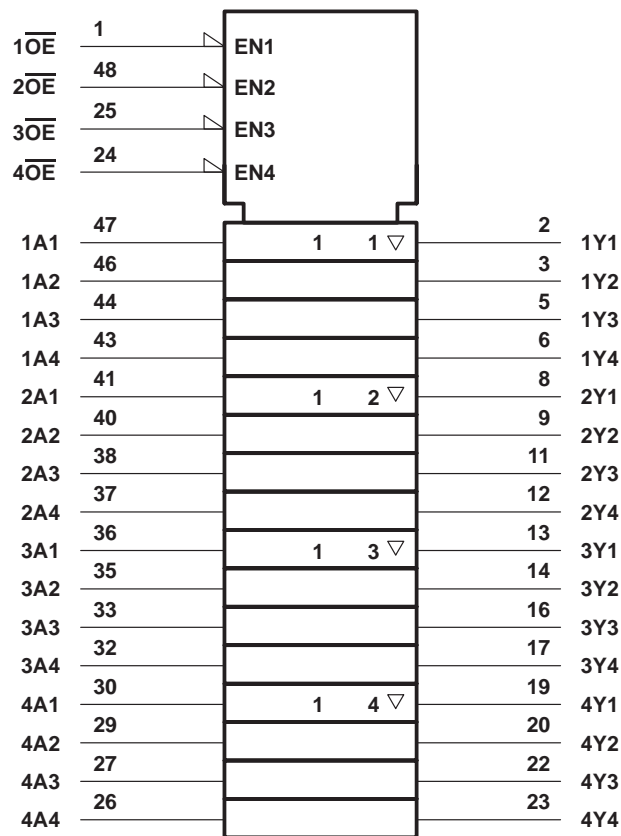 1O̅E̅ 1 EN1
2O̅E̅ 48 EN2
3O̅E̅ 25 EN3
4O̅E̅ 24 EN4
1A1 47 1 1 ▽ 2 1Y1
1A2 46 3 1Y2
1A3 44 5 1Y3
1A4 43 6 1Y4
2A1 41 1 2 ▽ 8 2Y1
2A2 40 9 2Y2
2A3 38 11 2Y3
2A4 37 12 2Y4
3A1 36 1 3 ▽ 13 3Y1
3A2 35 14 3Y2
3A3 33 16 3Y3
3A4 32 17 3Y4
4A1 30 1 4 ▽ 19 4Y1
4A2 29 20 4Y2
4A3 27 22 4Y3
4A4 26 23 4Y4